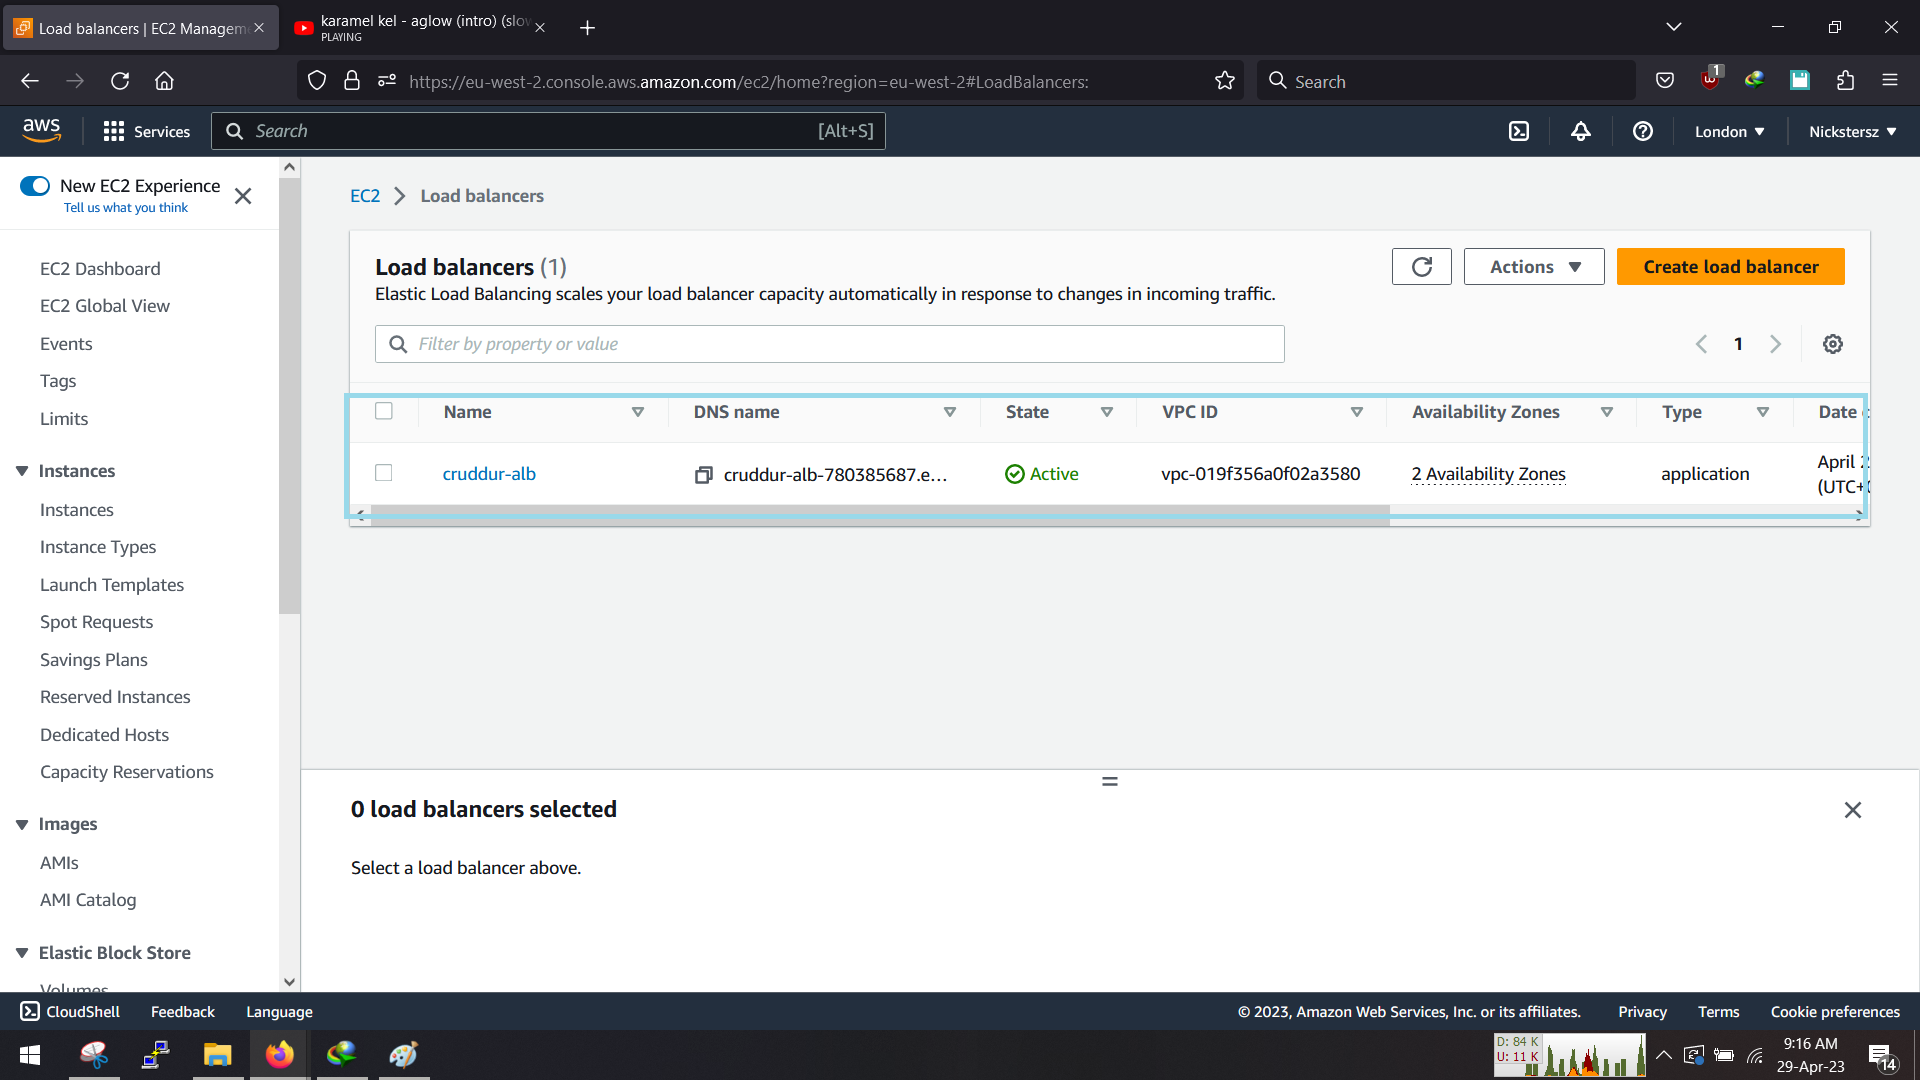 Load balancers | EC2 Managem
karamel kel - aglow (intro) (slow
PLAYING
https://eu-west-2.console.aws.amazon.com/ec2/home?region=eu-west-2#LoadBalancers:
Search
1
aws
Services
Search
[Alt+S]
London
Nickstersz
New EC2 Experience
Tell us what you think
EC2 Dashboard
EC2 Global View
Events
Tags
Limits
Instances
Instances
Instance Types
Launch Templates
Spot Requests
Savings Plans
Reserved Instances
Dedicated Hosts
Capacity Reservations
Images
AMIs
AMI Catalog
Elastic Block Store
Volumes
EC2 > Load balancers
Load balancers (1)
Elastic Load Balancing scales your load balancer capacity automatically in response to changes in incoming traffic.
Actions
Create load balancer
Filter by property or value
1
Name DNS name State VPC ID Availability Zones Type Date
cruddur-alb cruddur-alb-780385687.e... Active vpc-019f356a0f02a3580 2 Availability Zones application April 2
(UTC+
0 load balancers selected
Select a load balancer above.
CloudShell Feedback Language © 2023, Amazon Web Services, Inc. or its affiliates. Privacy Terms Cookie preferences
D: 84 K
U: 11 K
9:16 AM
29-Apr-23
14